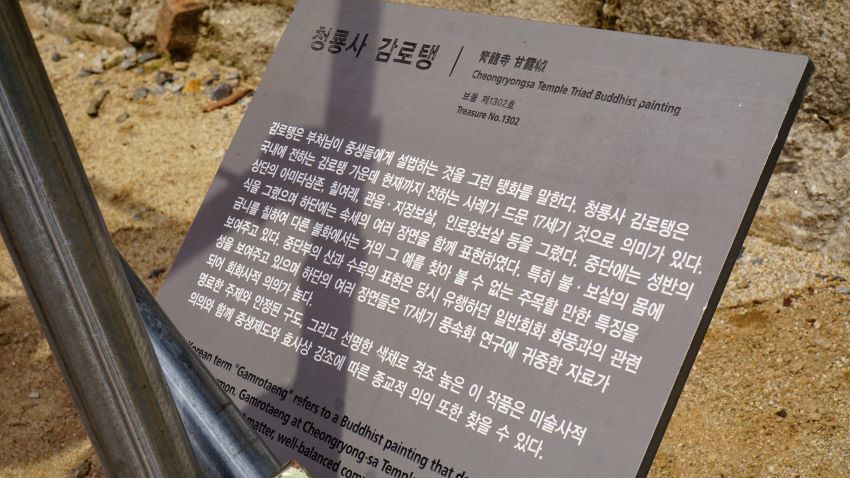 청룡사 감로탱
靑龍寺 甘露幀
Cheongryongsa Temple Triad Buddhist painting
보물 제1302호
Treasure No.1302
감로탱은 부처님이 중생들에게 설법하는 것을 그린 탱화를 말한다. 청룡사 감로탱은
국내에 전하는 감로탱 가운데 현재까지 전하는 사례가 드문 17세기 것으로 의미가 있다.
상단의 아미타삼존, 칠여래, 관음·지장보살, 인로왕보살 등을 그렸다. 중단에는 성반의
식을 그렸으며 하단에는 속세의 여러 장면을 함께 표현하였다. 특히 불·보살의 몸에
금니를 칠하여 다른 불화에서는 거의 그 예를 찾아 볼 수 없는 주목할 만한 특징을
보여주고 있다. 중단부의 산과 수목의 표현은 당시 유행하던 일반회화 화풍과의 관련
성을 보여주고 있으며 하단의 여러 장면들은 17세기 풍속화 연구에 귀중한 자료가
되어 회화사적 의의가 크다.
명료한 주제와 안정된 구도, 그리고 선명한 색채로 격조 높은 이 작품은 미술사적
의의와 함께 중생제도와 효사상 강조에 따른 종교적 의의 또한 찾을 수 있다.
Korean term "Gamrotaeng" refers to a Buddhist painting that
Gamrotaeng at Cheongryong-sa
matter, well-balanced